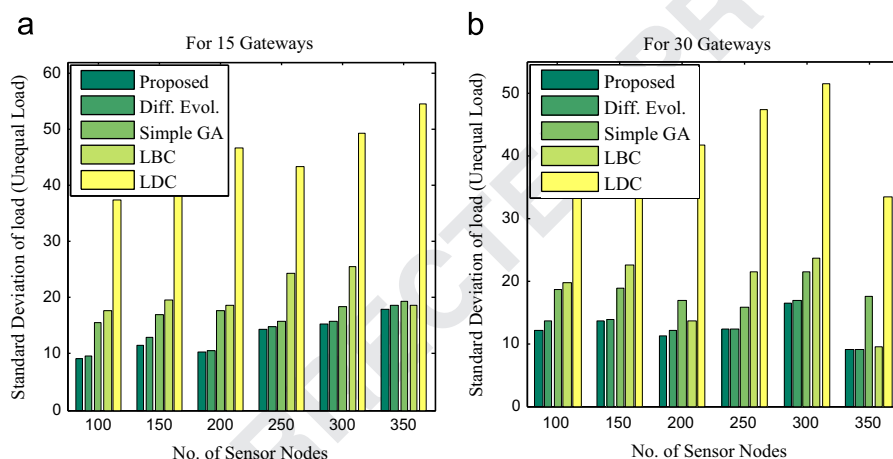 a
For 15 Gateways
Standard Deviation of load (Unequal Load)
60
50
40
30
20
10
0
Proposed
Diff. Evol.
Simple GA
LBC
LDC
100 150 200 250 300 350
No. of Sensor Nodes
b
For 30 Gateways
Standard Deviation of load (Unequal Load)
50
40
30
20
10
0
Proposed
Diff. Evol.
Simple GA
LBC
LDC
100 150 200 250 300 350
No. of Sensor Nodes